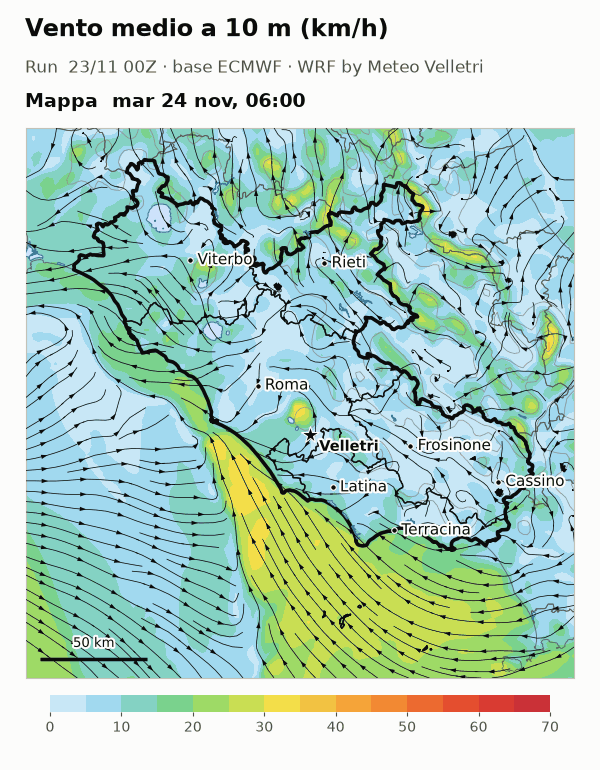 Vento medio a 10 m (km/h)
Run 23/11 00Z · base ECMWF · WRF by Meteo Velletri
Mappa mar 24 nov, 06:00
Viterbo
Rieti
Roma
Velletri
Frosinone
Cassino
Latina
Terracina
50 km
0 10 20 30 40 50 60 70